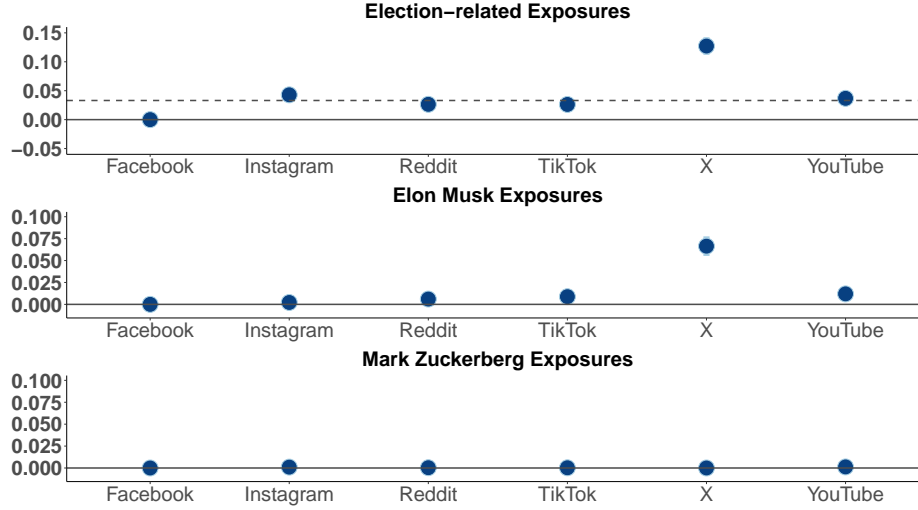 Election−related Exposures
0.15
0.10
0.05
0.00
−0.05
Facebook Instagram Reddit TikTok X YouTube
Elon Musk Exposures
0.100
0.075
0.050
0.025
0.000
Facebook Instagram Reddit TikTok X YouTube
Mark Zuckerberg Exposures
0.100
0.075
0.050
0.025
0.000
Facebook Instagram Reddit TikTok X YouTube